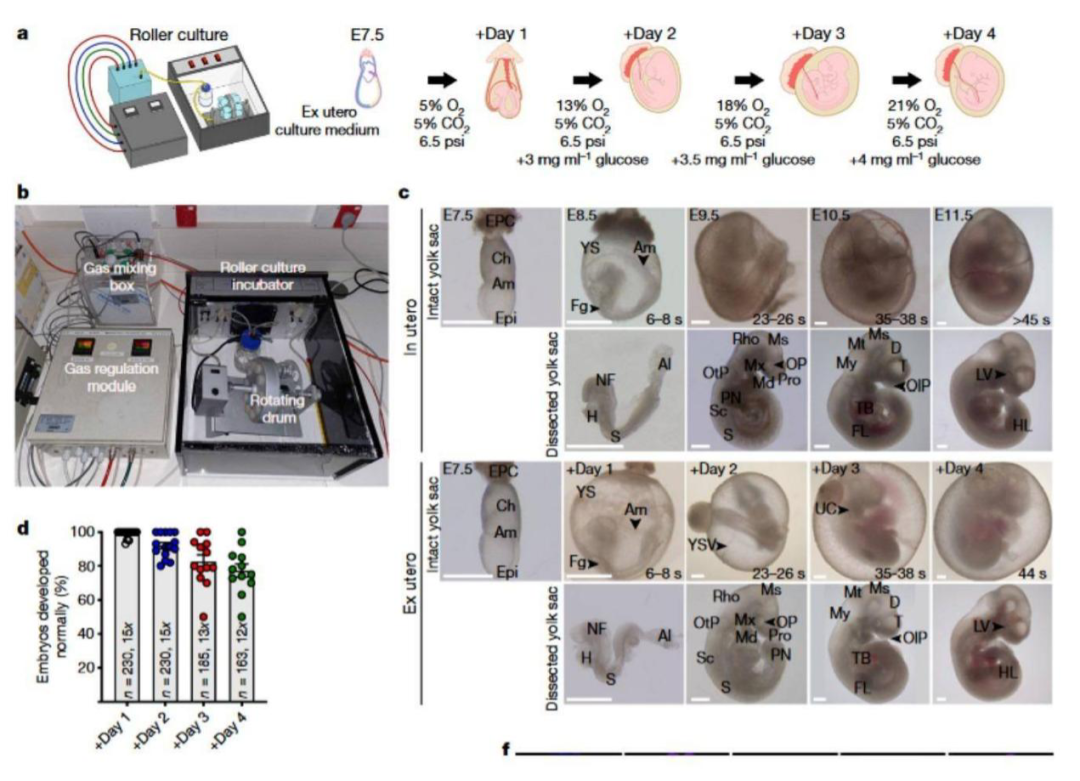 a
Roller culture
E7.5
Ex utero
culture medium
+Day 1
+Day 2
+Day 3
+Day 4
5% O2
5% CO2
6.5 psi
13% O2
5% CO2
6.5 psi
+3 mg ml–1 glucose
18% O2
5% CO2
6.5 psi
+3.5 mg ml–1 glucose
21% O2
5% CO2
6.5 psi
+4 mg ml–1 glucose
b
Gas mixing
box
Roller culture
incubator
Gas regulation
module
Rotating
drum
c
In utero
Intact yolk sac
E7.5
EPC
Ch
Am
Epi
E8.5
YS
Am
Fg
6–8 s
E9.5
23–26 s
E10.5
35–38 s
E11.5
>45 s
Dissected yolk sac
NF
Al
H
S
Rho
Ms
OtP
Mx
OP
Md
Pro
PN
Sc
S
Mt
Ms
D
My
T
OlP
TB
FL
LV
HL
Ex utero
Intact yolk sac
E7.5
EPC
Ch
Am
Epi
+Day 1
YS
Am
Fg
6–8 s
+Day 2
YSV
23–26 s
+Day 3
UC
35–38 s
+Day 4
44 s
Dissected yolk sac
NF
Al
H
S
Rho
Ms
OtP
Mx
OP
Md
Pro
Sc
PN
S
Mt
Ms
D
My
T
OlP
TB
FL
LV
HL
d
Embryos developed
normally (%)
100
80
60
40
20
n = 230, 15x
n = 230, 15x
n = 185, 13x
n = 163, 12x
+Day 1
+Day 2
+Day 3
+Day 4
f